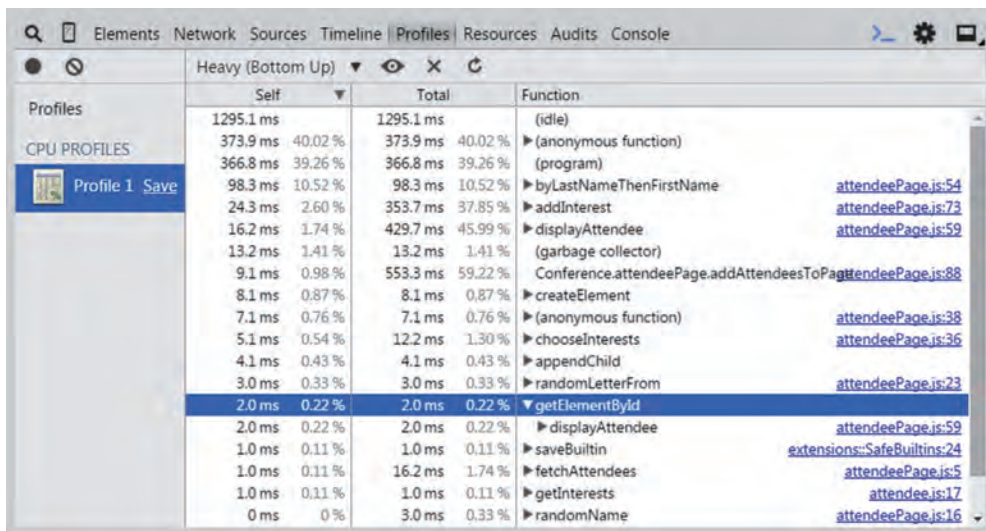 Elements Network Sources Timeline Profiles Resources Audits Console
Heavy (Bottom Up)
Profiles
CPU PROFILES
Profile 1 Save
Self Total Function
1295.1 ms 1295.1 ms (idle)
373.9 ms 40.02 % 373.9 ms 40.02 % (anonymous function)
366.8 ms 39.26 % 366.8 ms 39.26 % (program)
98.3 ms 10.52 % 98.3 ms 10.52 % byLastNameThenFirstName attendeePage.js:54
24.3 ms 2.60 % 353.7 ms 37.85 % addInterest attendeePage.js:73
16.2 ms 1.74 % 429.7 ms 45.99 % displayAttendee attendeePage.js:59
13.2 ms 1.41 % 13.2 ms 1.41 % (garbage collector)
9.1 ms 0.98 % 553.3 ms 59.22 % Conference.attendeePage.addAttendeesToPage attendeePage.js:88
8.1 ms 0.87 % 8.1 ms 0.87 % createElement
7.1 ms 0.76 % 7.1 ms 0.76 % (anonymous function) attendeePage.js:38
5.1 ms 0.54 % 12.2 ms 1.30 % chooseInterests attendeePage.js:36
4.1 ms 0.43 % 4.1 ms 0.43 % appendChild
3.0 ms 0.33 % 3.0 ms 0.33 % randomLetterFrom attendeePage.js:23
2.0 ms 0.22 % 2.0 ms 0.22 % getElementById
2.0 ms 0.22 % 2.0 ms 0.22 % displayAttendee attendeePage.js:59
1.0 ms 0.11 % 1.0 ms 0.11 % saveBuiltin extensions::SafeBuiltins:24
1.0 ms 0.11 % 16.2 ms 1.74 % fetchAttendees attendeePage.js:5
1.0 ms 0.11 % 1.0 ms 0.11 % getInterests attendee.js:17
0 ms 0 % 3.0 ms 0.33 % randomName attendeePage.js:16